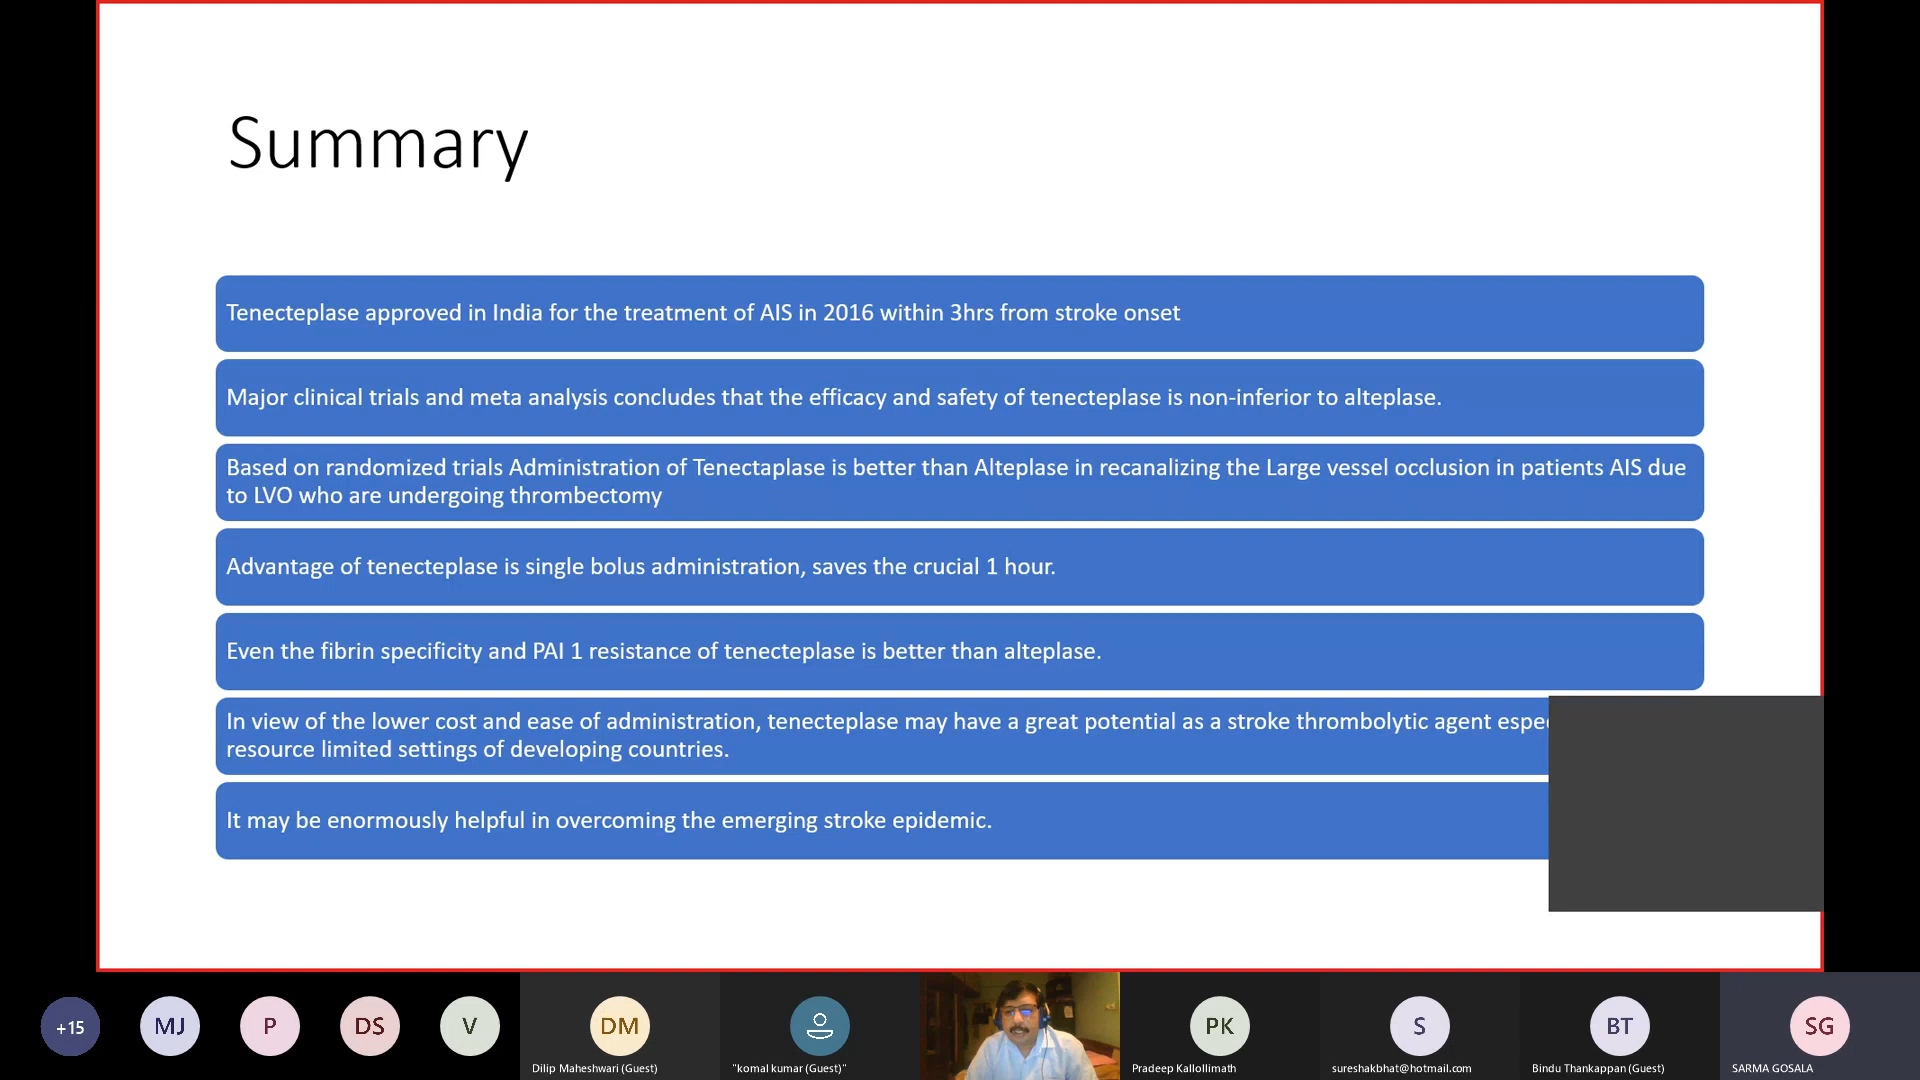 Summary
Tenecteplase approved in India for the treatment of AIS in 2016 within 3hrs from stroke onset
Major clinical trials and meta analysis concludes that the efficacy and safety of tenecteplase is non-inferior to alteplase.
Based on randomized trials Administration of Tenectaplase is better than Alteplase in recanalizing the Large vessel occlusion in patients AIS due
to LVO who are undergoing thrombectomy
Advantage of tenecteplase is single bolus administration, saves the crucial 1 hour.
Even the fibrin specificity and PAI 1 resistance of tenecteplase is better than alteplase.
In view of the lower cost and ease of administration, tenecteplase may have a great potential as a stroke thrombolytic agent
resource limited settings of developing countries.
It may be enormously helpful in overcoming the emerging stroke epidemic.
+15
MJ
P
DS
V
DM
PK
S
BT
SG
Dilip Maheshwari (Guest)
"komal kumar (Guest)"
Pradeep Kallollimath
sureshakbhat@hotmail.com
Bindu Thankappan (Guest)
SARMA GOSALA